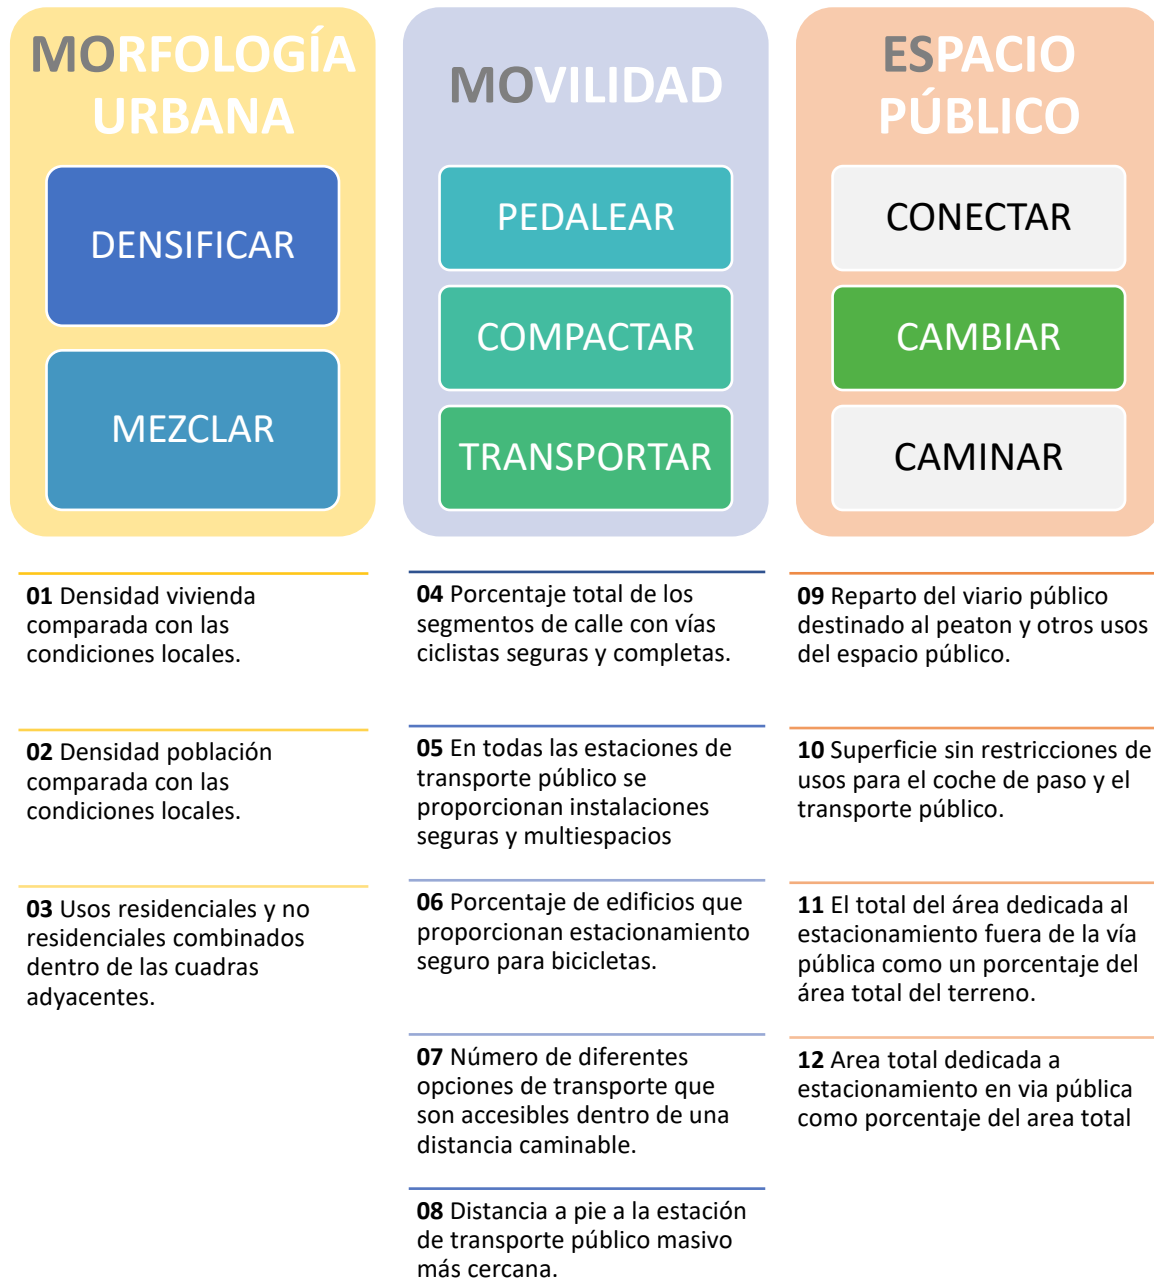 MORFOLOGÍA
URBANA
DENSIFICAR
MEZCLAR
MOVILIDAD
PEDALEAR
COMPACTAR
TRANSPORTAR
ESPACIO
PÚBLICO
CONECTAR
CAMBIAR
CAMINAR
01 Densidad vivienda
comparada con las
condiciones locales.
02 Densidad población
comparada con las
condiciones locales.
03 Usos residenciales y no
residenciales combinados
dentro de las cuadras
adyacentes.
04 Porcentaje total de los
segmentos de calle con vías
ciclistas seguras y completas.
05 En todas las estaciones de
transporte público se
proporcionan instalaciones
seguras y multiespacios
06 Porcentaje de edificios que
proporcionan estacionamiento
seguro para bicicletas.
07 Número de diferentes
opciones de transporte que
son accesibles dentro de una
distancia caminable.
08 Distancia a pie a la estación
de transporte público masivo
más cercana.
09 Reparto del viario público
destinado al peaton y otros usos
del espacio público.
10 Superficie sin restricciones de
usos para el coche de paso y el
transporte público.
11 El total del área dedicada al
estacionamiento fuera de la vía
pública como un porcentaje del
área total del terreno.
12 Area total dedicada a
estacionamiento en via pública
como porcentaje del area total